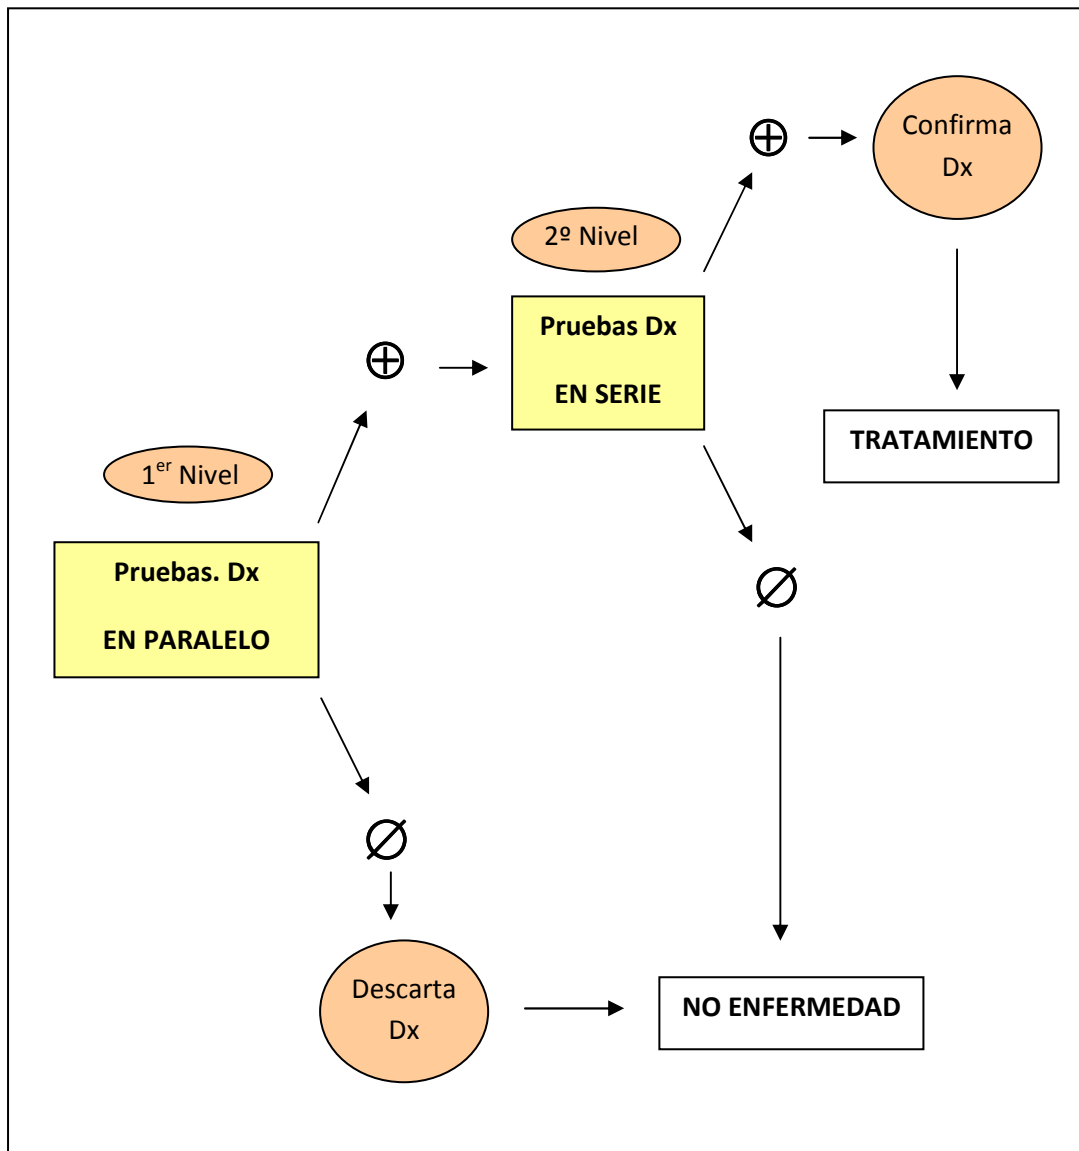 Confirma
Dx
2º Nivel
Pruebas Dx
EN SERIE
TRATAMIENTO
1er Nivel
Pruebas. Dx
EN PARALELO
Descarta
Dx
NO ENFERMEDAD